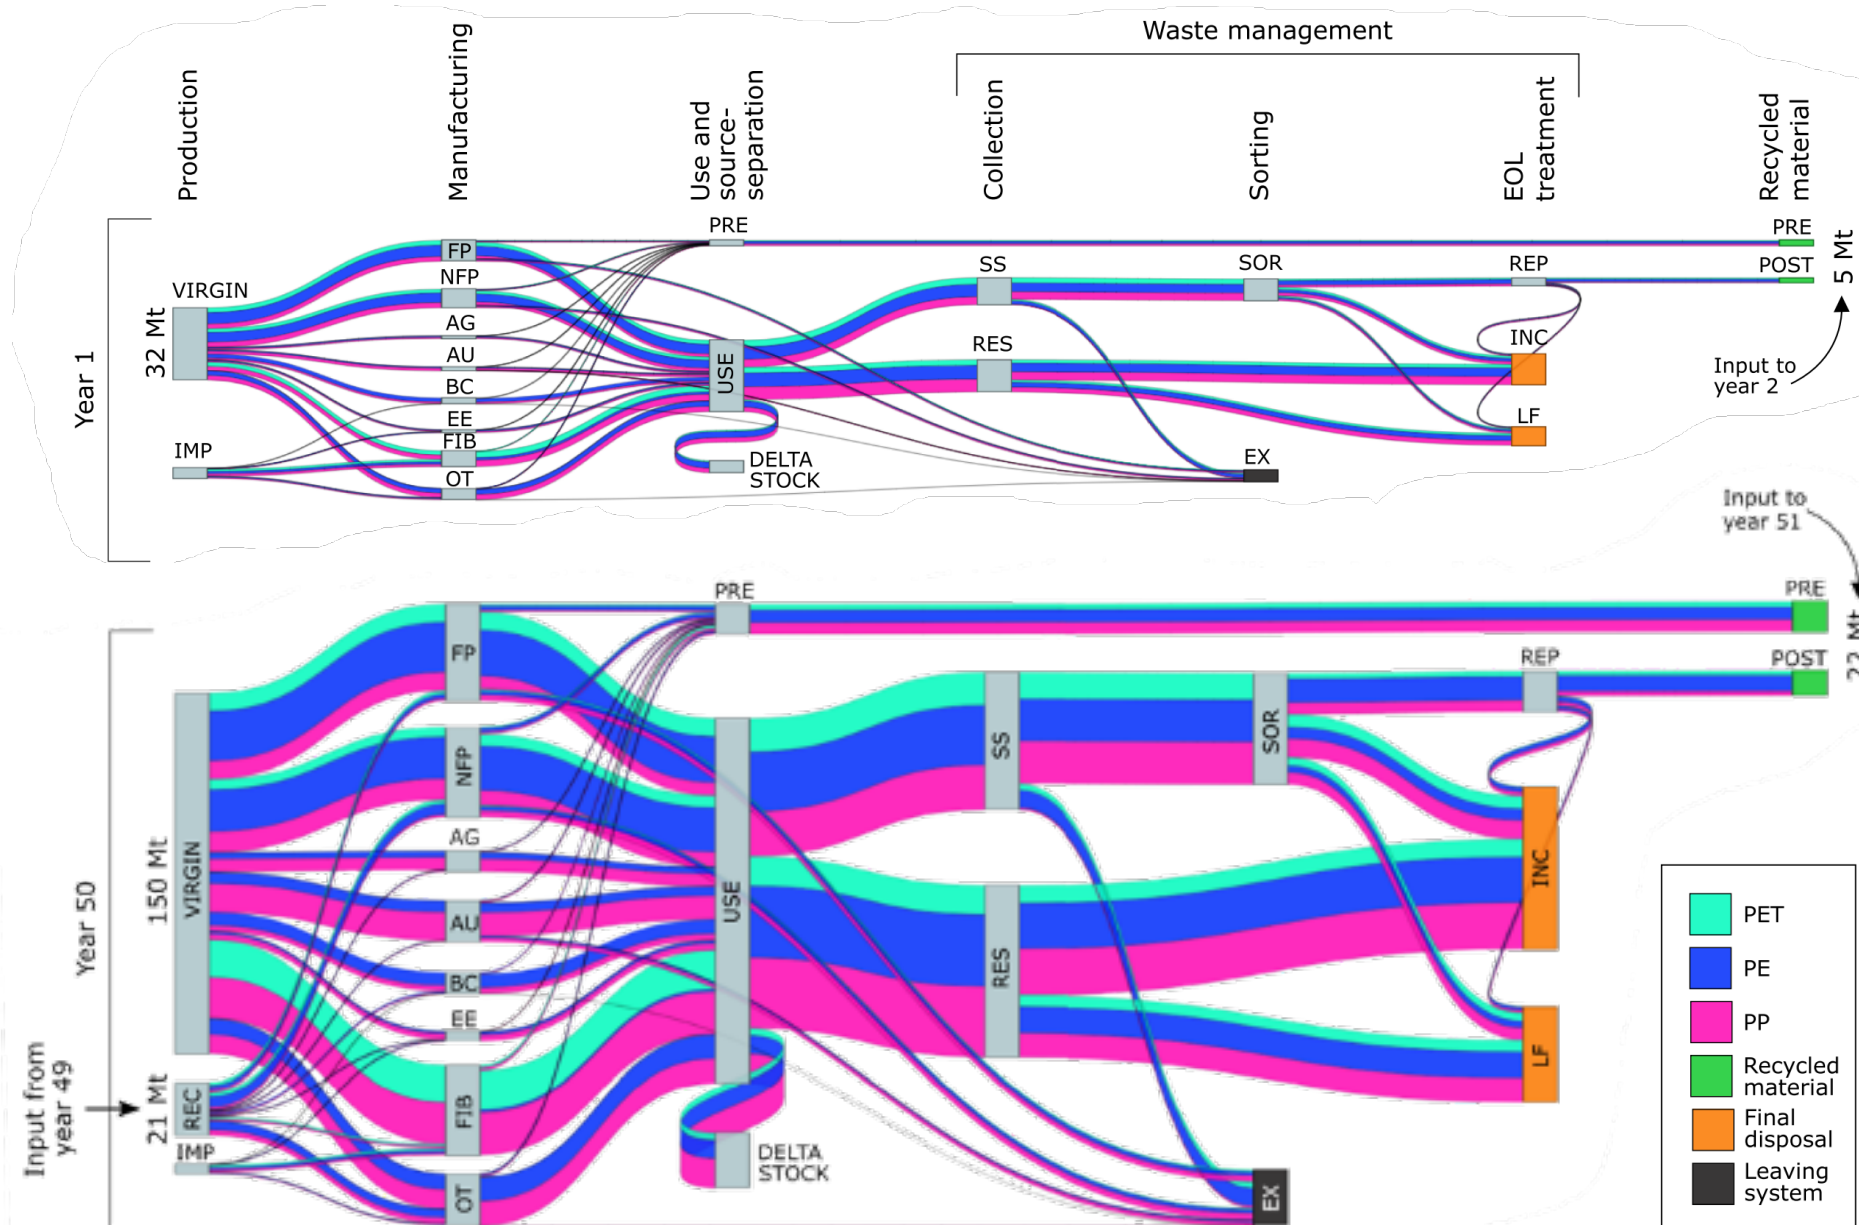 Waste management
Production
Manufacturing
Use and
source-
separation
Collection
Sorting
EOL
treatment
Recycled
material
Year 1
32 Mt
VIRGIN
IMP
FP
NFP
AG
AU
BC
EE
FIB
OT
PRE
USE
DELTA
STOCK
SS
RES
SOR
EX
REP
INC
LF
PRE
POST
5 Mt
Input to
year 2
Input to
year 51
Year 50
150 Mt
VIRGIN
Input from
year 49
21 Mt
REC
IMP
FP
NFP
AG
AU
BC
EE
FIB
OT
PRE
USE
DELTA
STOCK
SS
RES
SOR
EX
REP
INC
LF
PRE
POST
Mt
PET
PE
PP
Recycled
material
Final
disposal
Leaving
system